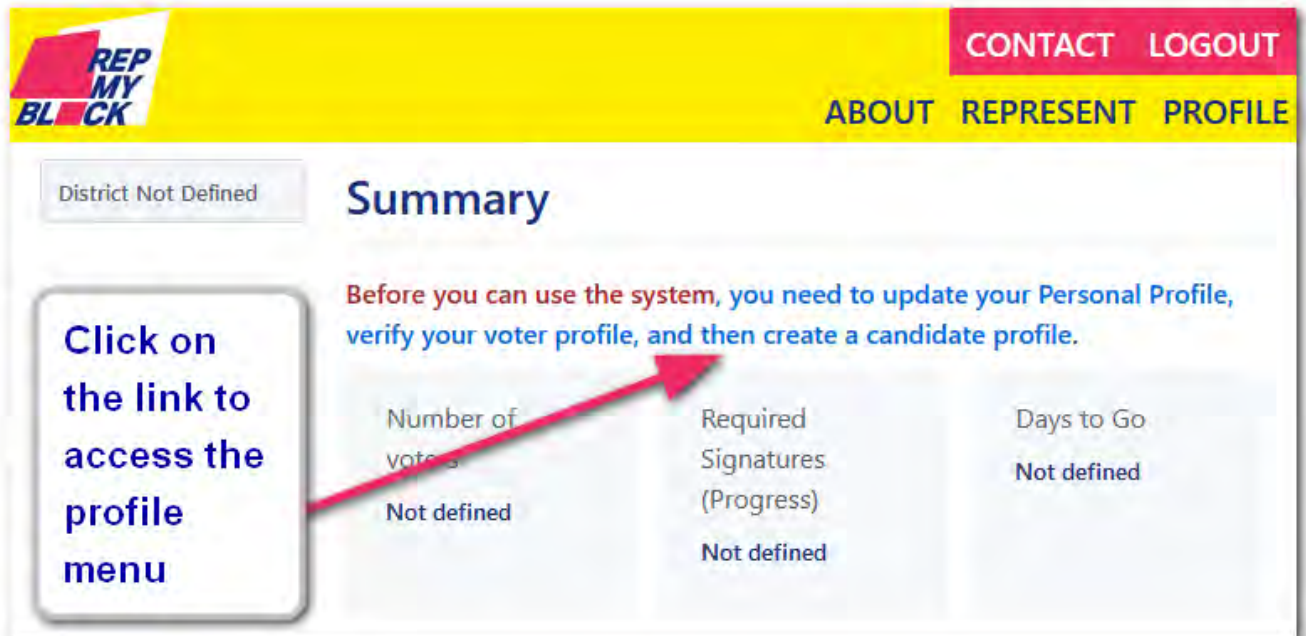 REP
MY
BL CK
CONTACT LOGOUT
ABOUT REPRESENT PROFILE
District Not Defined
Summary
Before you can use the system, you need to update your Personal Profile,
verify your voter profile, and then create a candidate profile.
Click on
the link to
access the
profile
menu
Number of
voters
Not defined
Required
Signatures
(Progress)
Not defined
Days to Go
Not defined